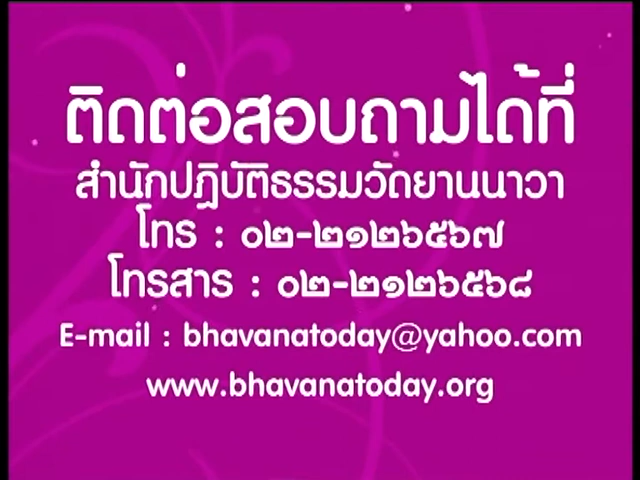 ติดต่อสอบถามได้ที่
สำนักปฏิบัติธรรมวัดยานนาวา
โทร : ๐๒-๒๑๒๖๕๖๗
โทรสาร : ๐๒-๒๑๒๖๕๖๘
E-mail : bhavanatoday@yahoo.com
www.bhavanatoday.org